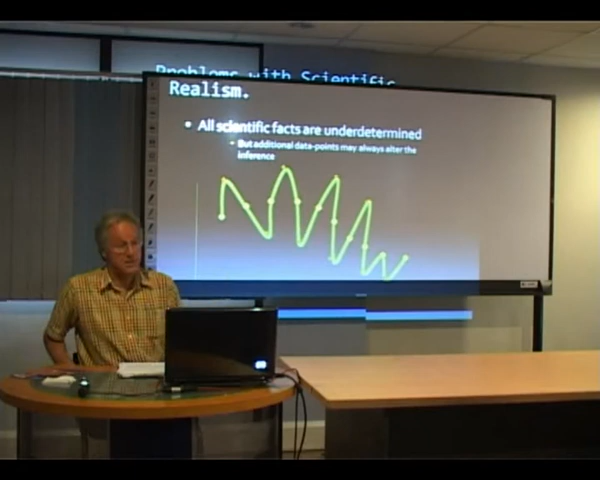 Problems with Scientific
Realism.
• All scientific facts are underdetermined
• But additional data-points may always alter the
inference